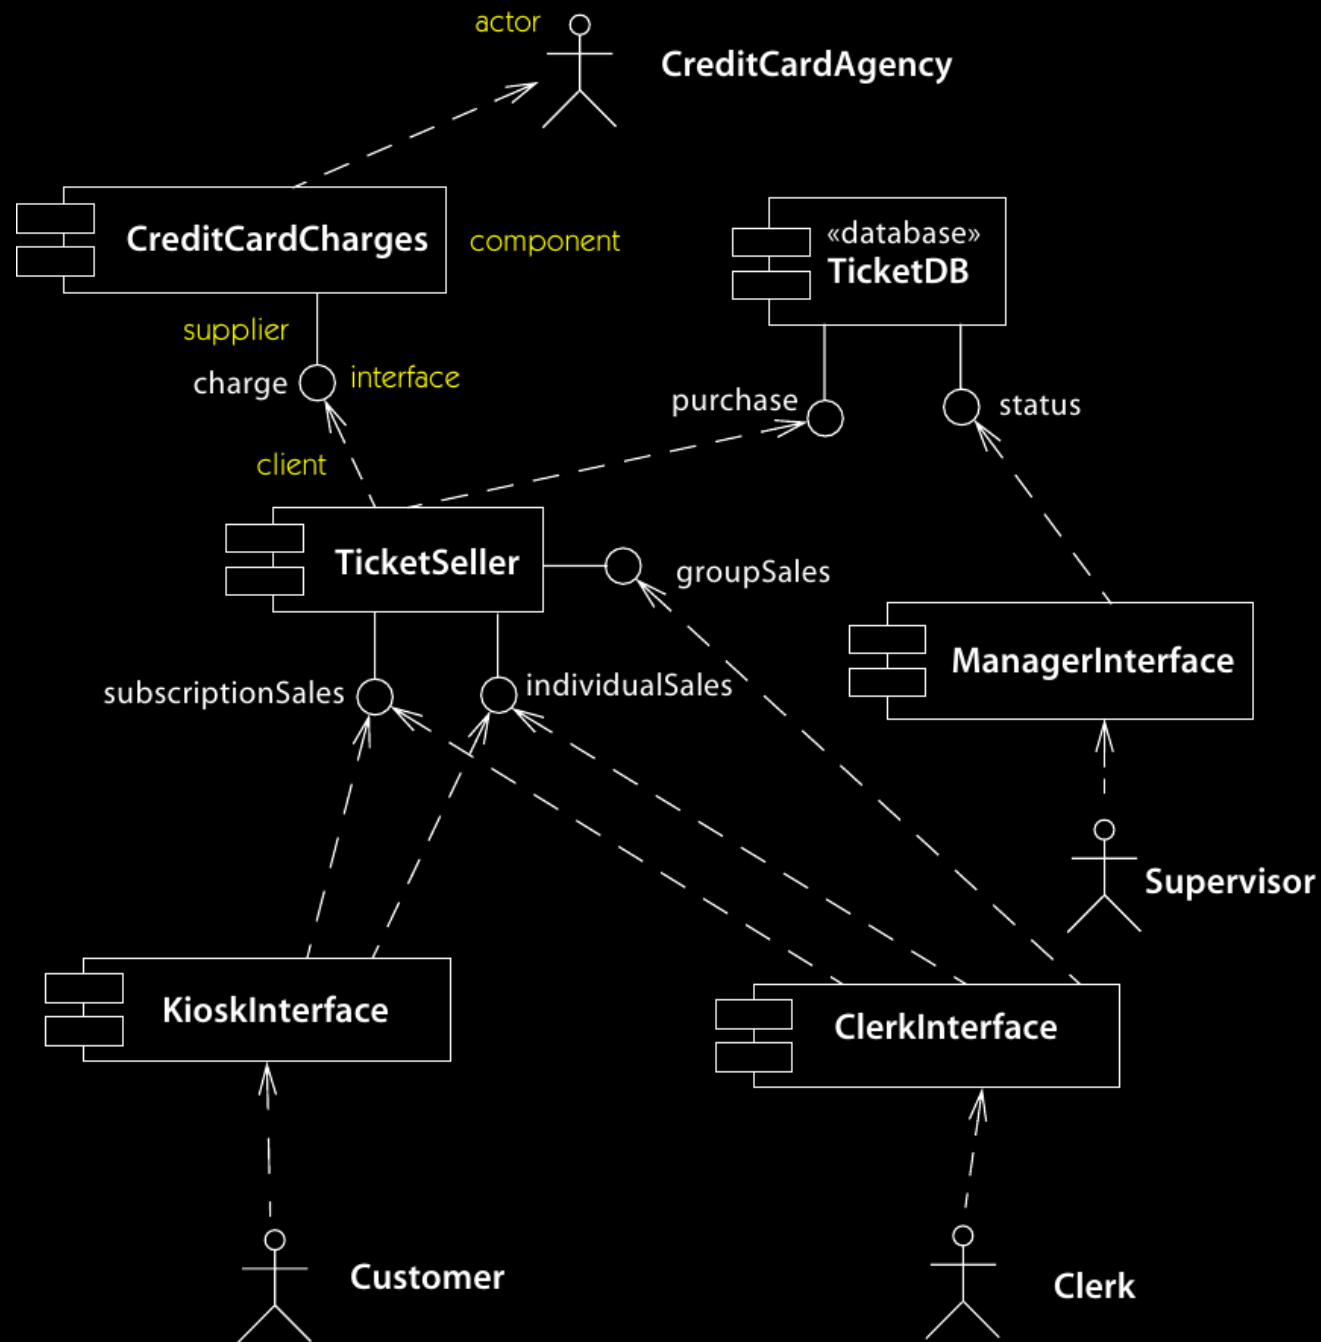 actor
CreditCardAgency
CreditCardCharges
component
«database»
TicketDB
supplier
charge
interface
purchase
status
client
TicketSeller
groupSales
ManagerInterface
subscriptionSales
individualSales
Supervisor
KioskInterface
ClerkInterface
Customer
Clerk